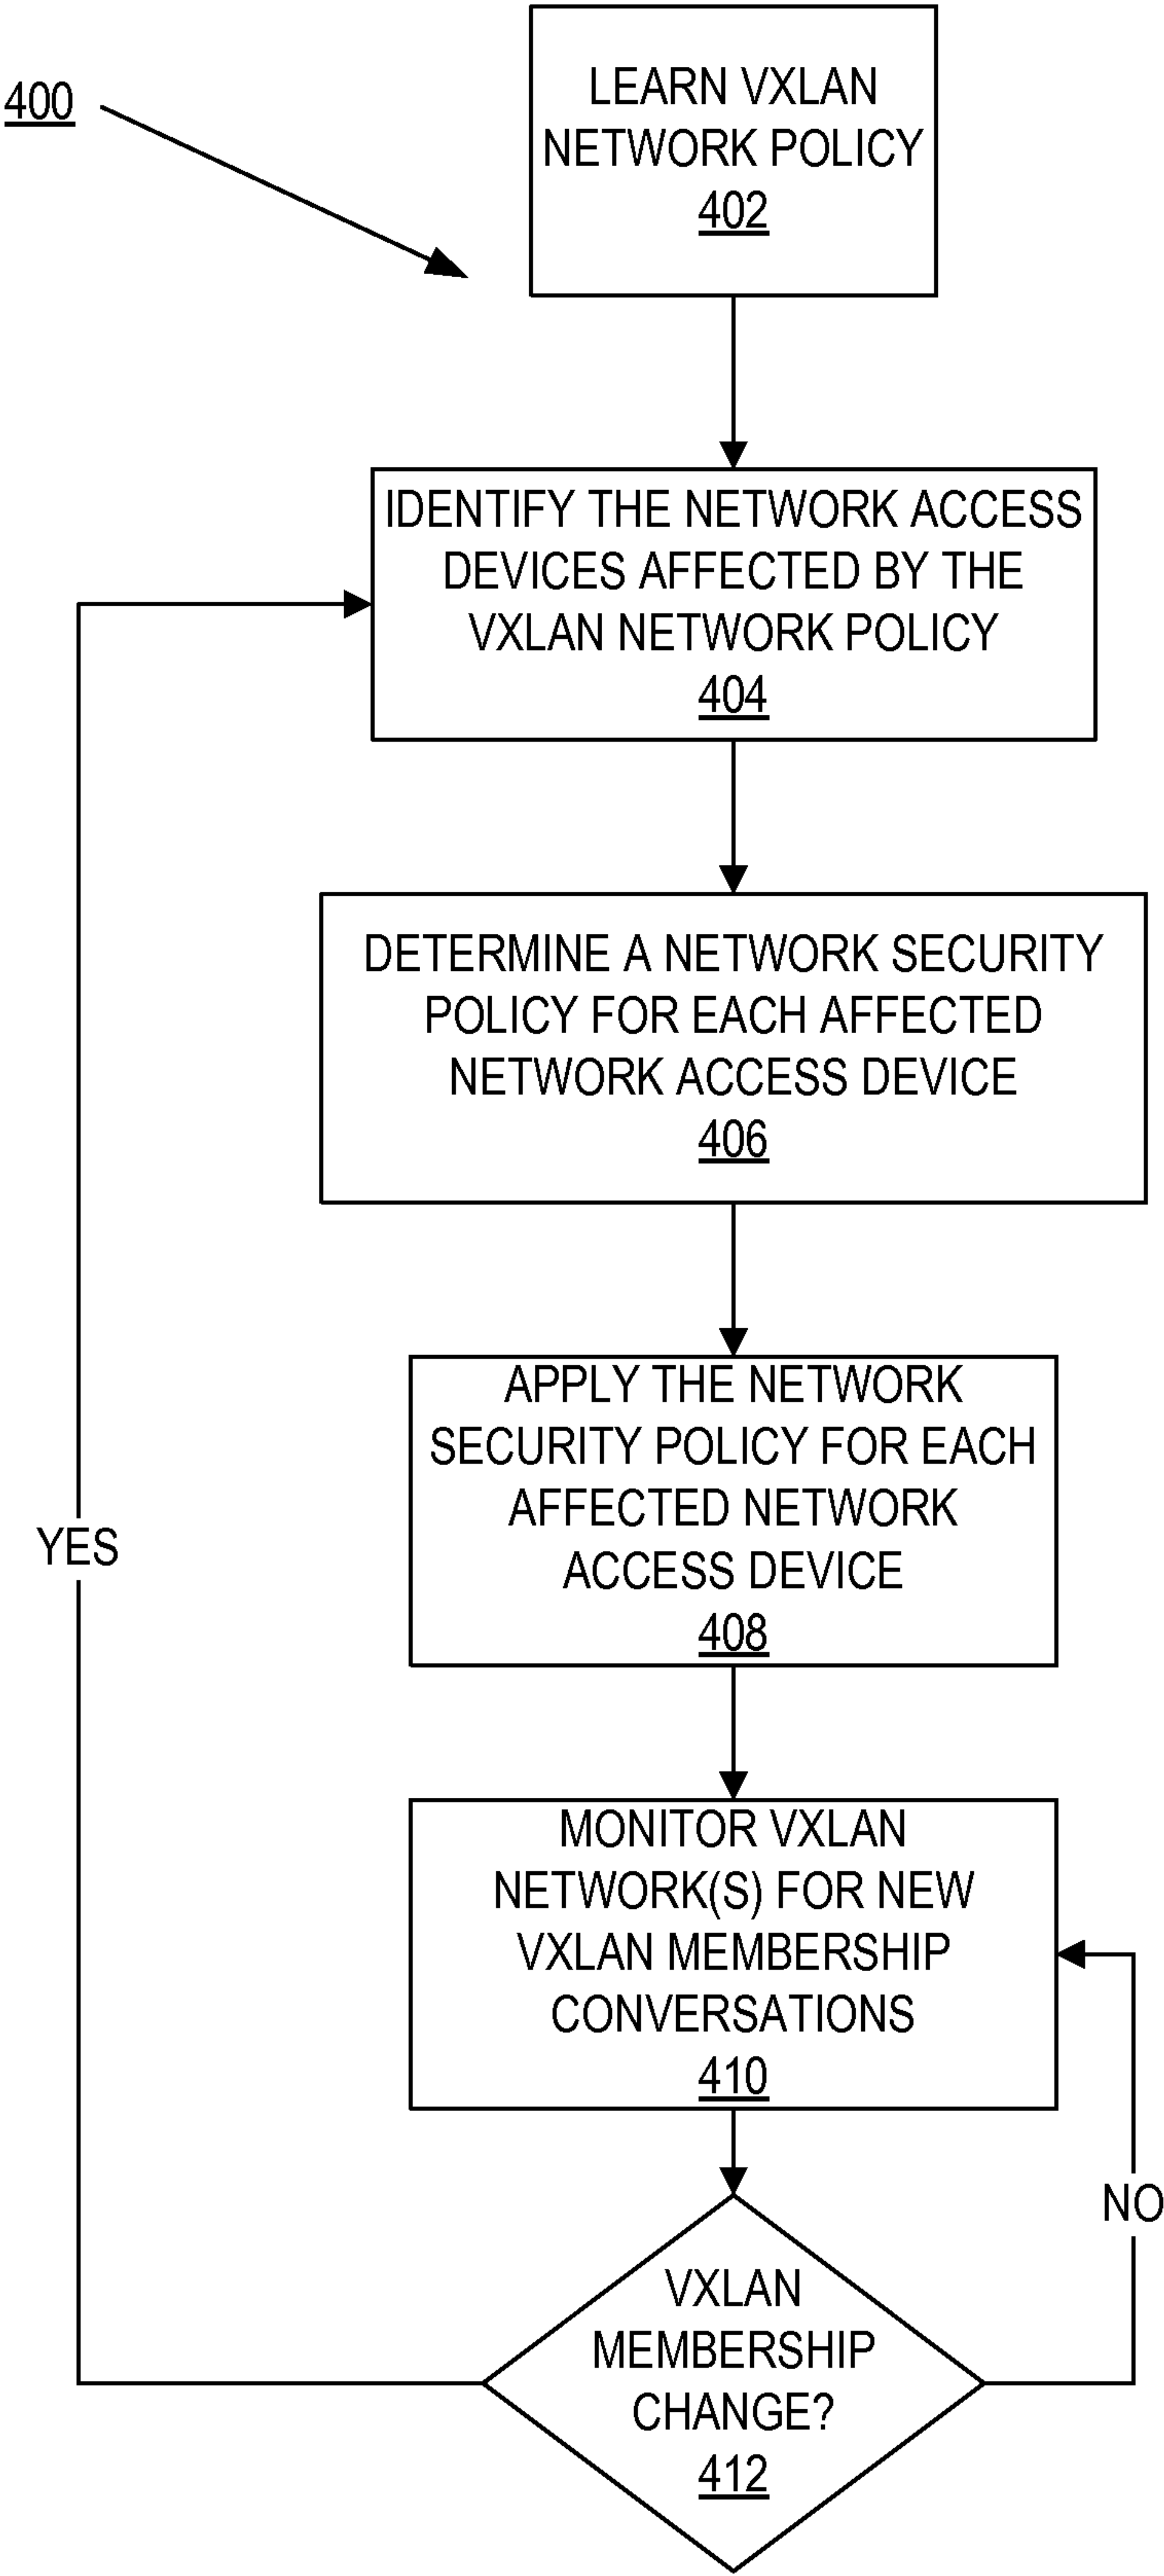 400
LEARN VXLAN
NETWORK POLICY
402
IDENTIFY THE NETWORK ACCESS
DEVICES AFFECTED BY THE
VXLAN NETWORK POLICY
404
DETERMINE A NETWORK SECURITY
POLICY FOR EACH AFFECTED
NETWORK ACCESS DEVICE
406
APPLY THE NETWORK
SECURITY POLICY FOR EACH
AFFECTED NETWORK
ACCESS DEVICE
408
YES
MONITOR VXLAN
NETWORK(S) FOR NEW
VXLAN MEMBERSHIP
CONVERSATIONS
410
NO
VXLAN
MEMBERSHIP
CHANGE?
412